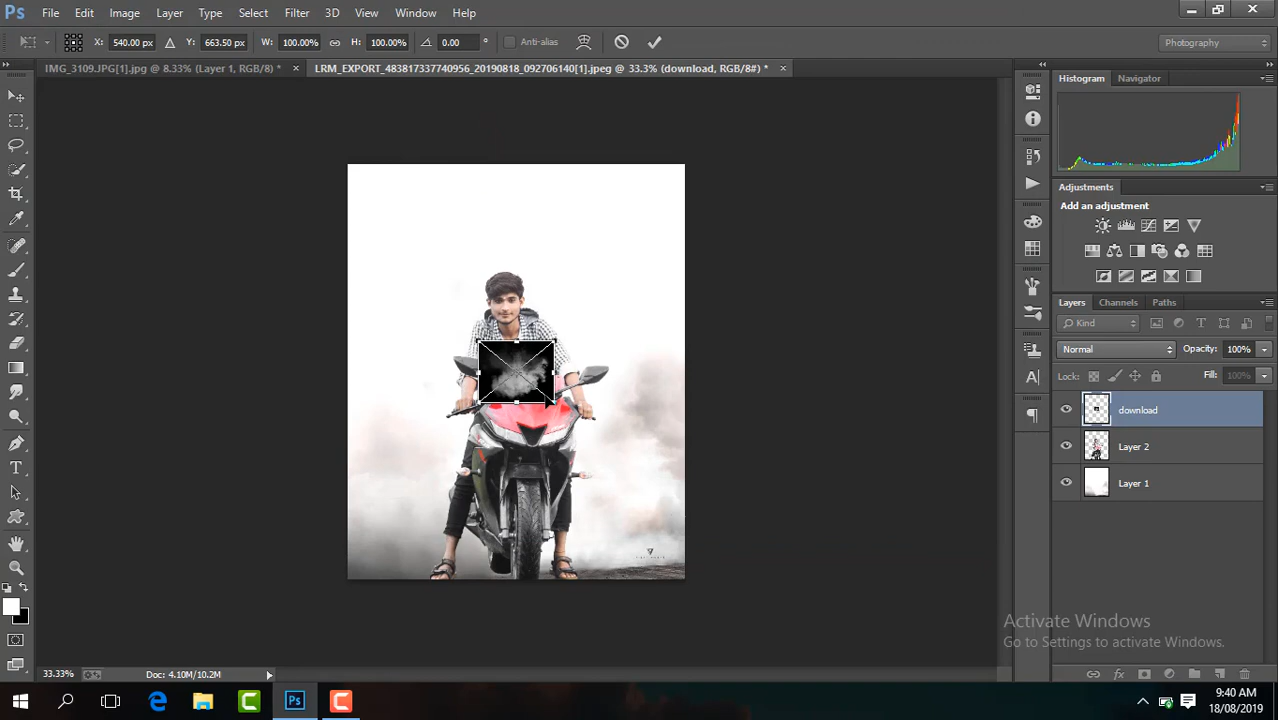 Ps File Edit Image Layer Type Select Filter 3D View Window Help
X: 540.00 px Y: 663.50 px W: 100.00% H: 100.00% 0.00 ° Anti-alias Photography
IMG_3109.JPG[1].jpg @ 8.33% (Layer 1, RGB/8) * × LRM_EXPORT_483817337740956_20190818_092706140[1].jpeg @ 33.3% (download, RGB/8#) * ×
Histogram Navigator
Adjustments
Add an adjustment
Layers Channels Paths
Kind
Normal Opacity: 100%
Lock: Fill: 100%
download
Layer 2
Layer 1
Activate Windows
Go to Settings to activate Windows.
33.33% Doc: 4.10M/10.2M
9:40 AM
18/08/2019